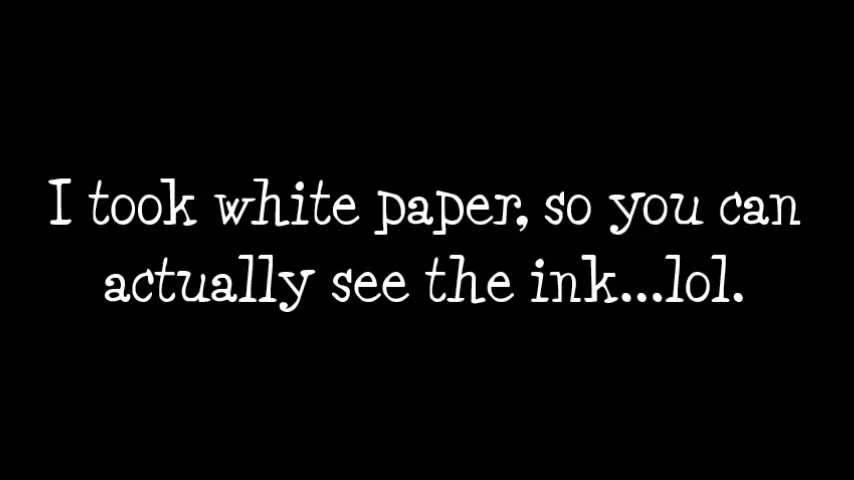 I took white paper, so you can
actually see the ink...lol.